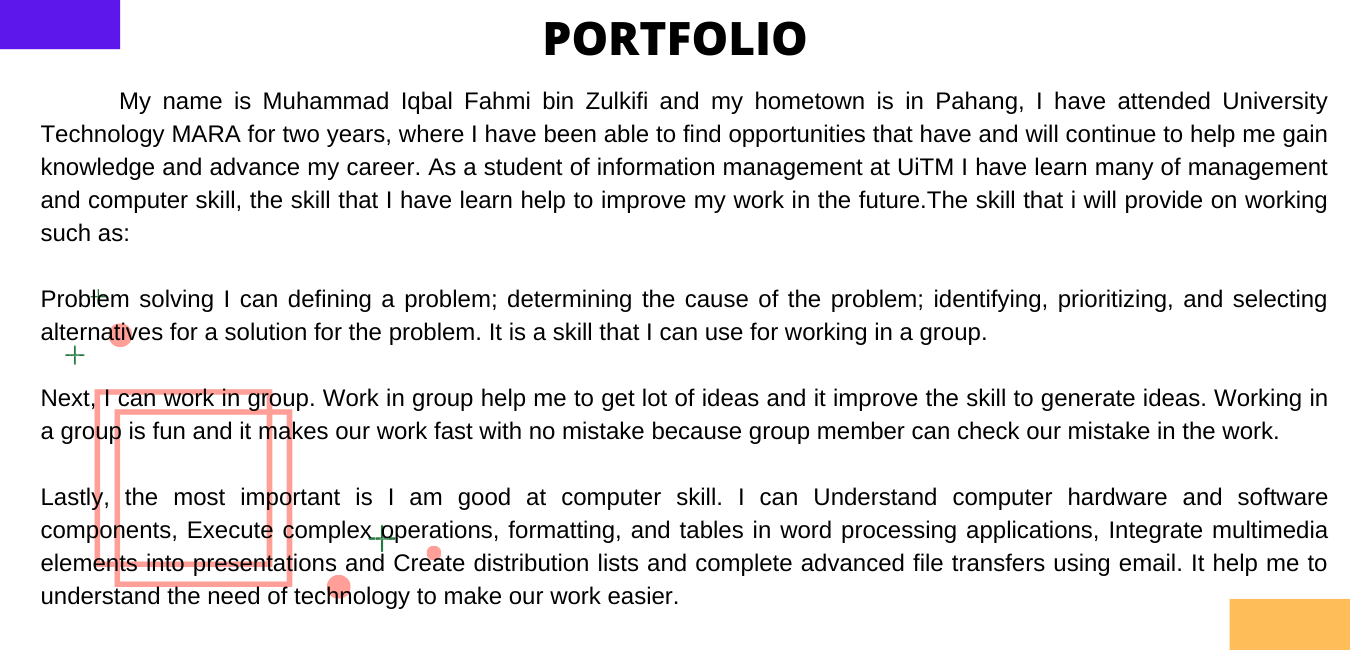 PORTFOLIO
My name is Muhammad Iqbal Fahmi bin Zulkifi and my hometown is in Pahang, I have attended University
Technology MARA for two years, where I have been able to find opportunities that have and will continue to help me gain
knowledge and advance my career. As a student of information management at UiTM I have learn many of management
and computer skill, the skill that I have learn help to improve my work in the future.The skill that i will provide on working
such as:
Problem solving I can defining a problem; determining the cause of the problem; identifying, prioritizing, and selecting
alternatives for a solution for the problem. It is a skill that I can use for working in a group.
Next, I can work in group. Work in group help me to get lot of ideas and it improve the skill to generate ideas. Working in
a group is fun and it makes our work fast with no mistake because group member can check our mistake in the work.
Lastly, the most important is I am good at computer skill. I can Understand computer hardware and software
components, Execute complex operations, formatting, and tables in word processing applications, Integrate multimedia
elements into presentations and Create distribution lists and complete advanced file transfers using email. It help me to
understand the need of technology to make our work easier.